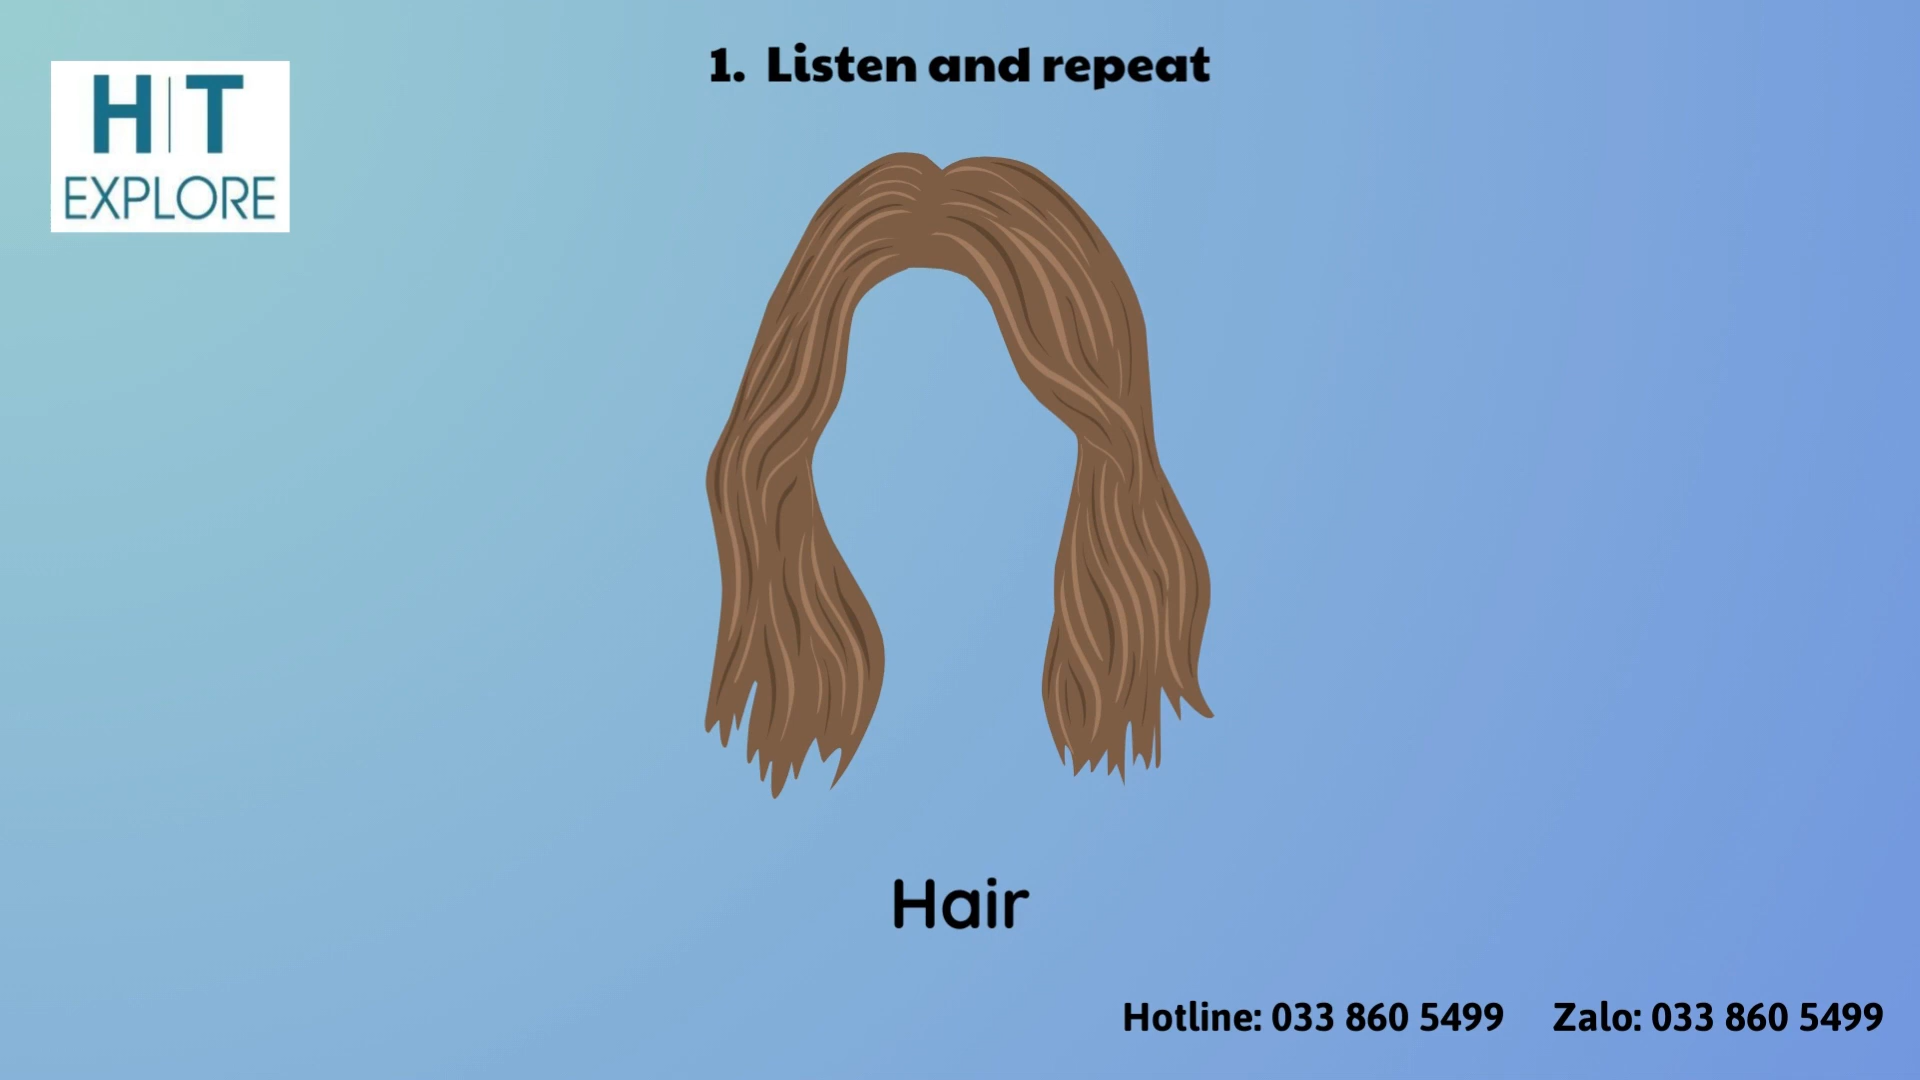 1. Listen and repeat
H|T
EXPLORE
Hair
Hotline: 033 860 5499 Zalo: 033 860 5499